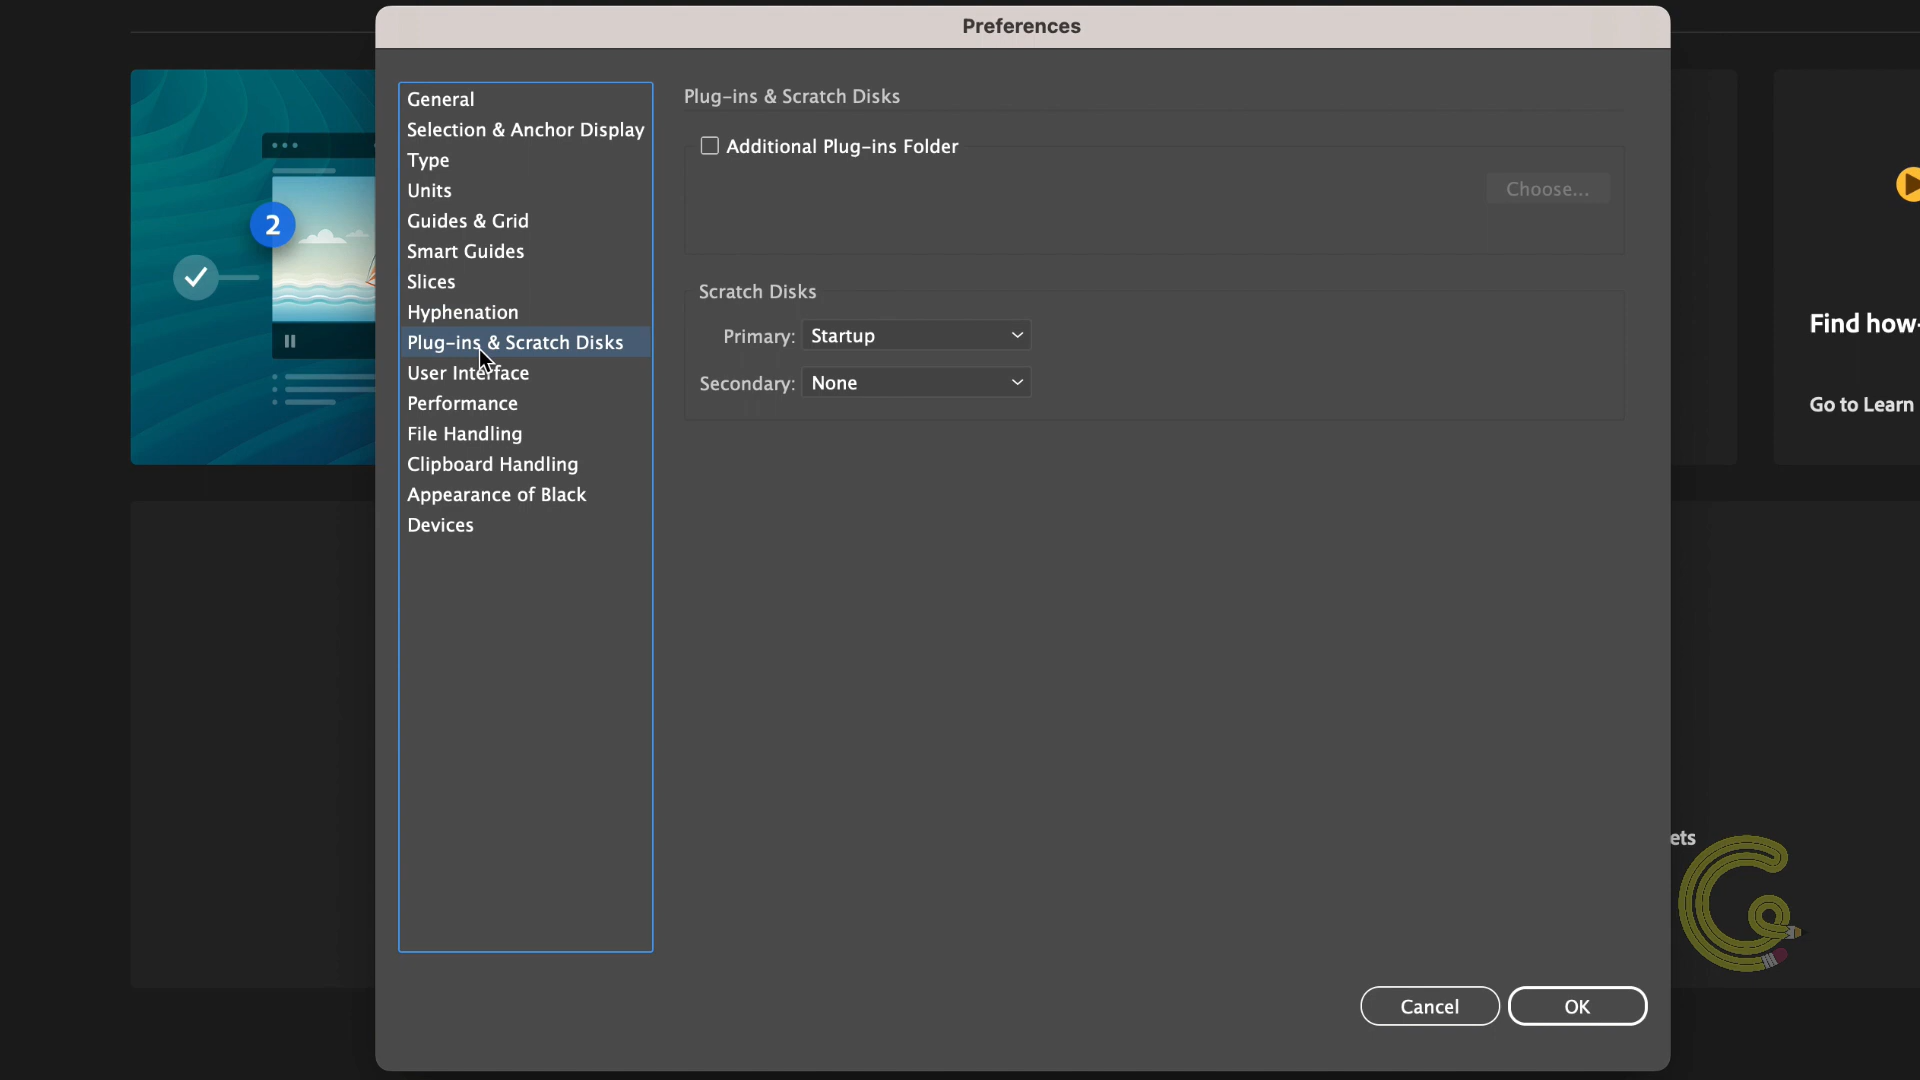 Preferences
General
Selection & Anchor Display
Type
Units
Guides & Grid
Smart Guides
Slices
Hyphenation
Plug-ins & Scratch Disks
User Interface
Performance
File Handling
Clipboard Handling
Appearance of Black
Devices
Plug-ins & Scratch Disks
Additional Plug-ins Folder
Choose...
Scratch Disks
Primary: Startup
Secondary: None
Cancel
OK
2
Find how-
Go to Learn
ets